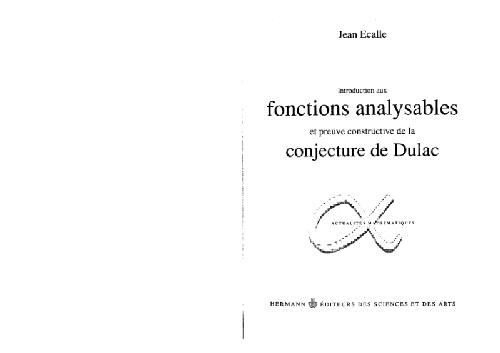 Jean Ecalle
Introduction aux
fonctions analysables
et preuve constructive de la
conjecture de Dulac
ACTUALITÉS MATHÉMATIQUES
HERMANN ÉDITEURS DES SCIENCES ET DES ARTS